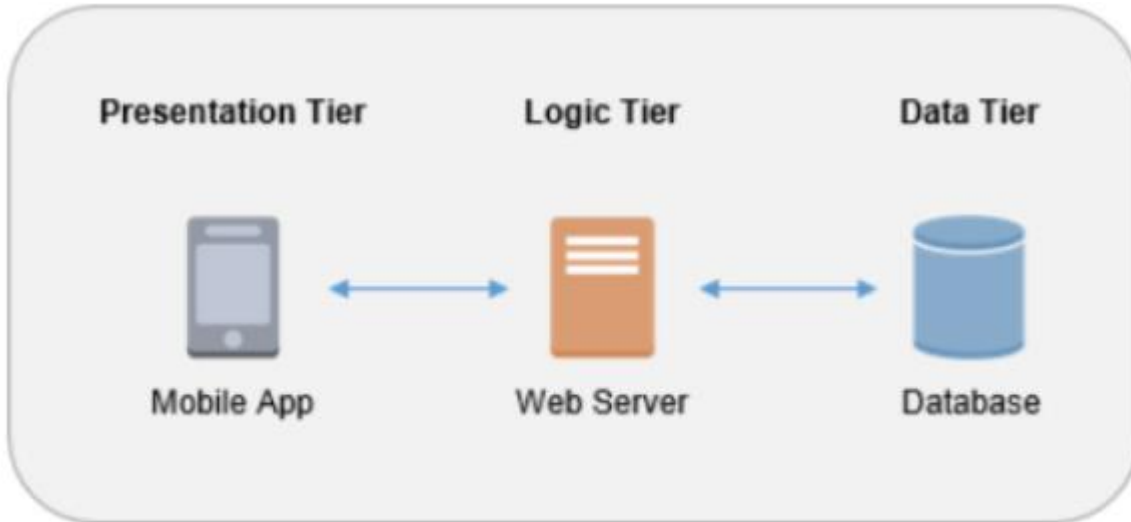 Presentation Tier
Logic Tier
Data Tier
Mobile App
Web Server
Database